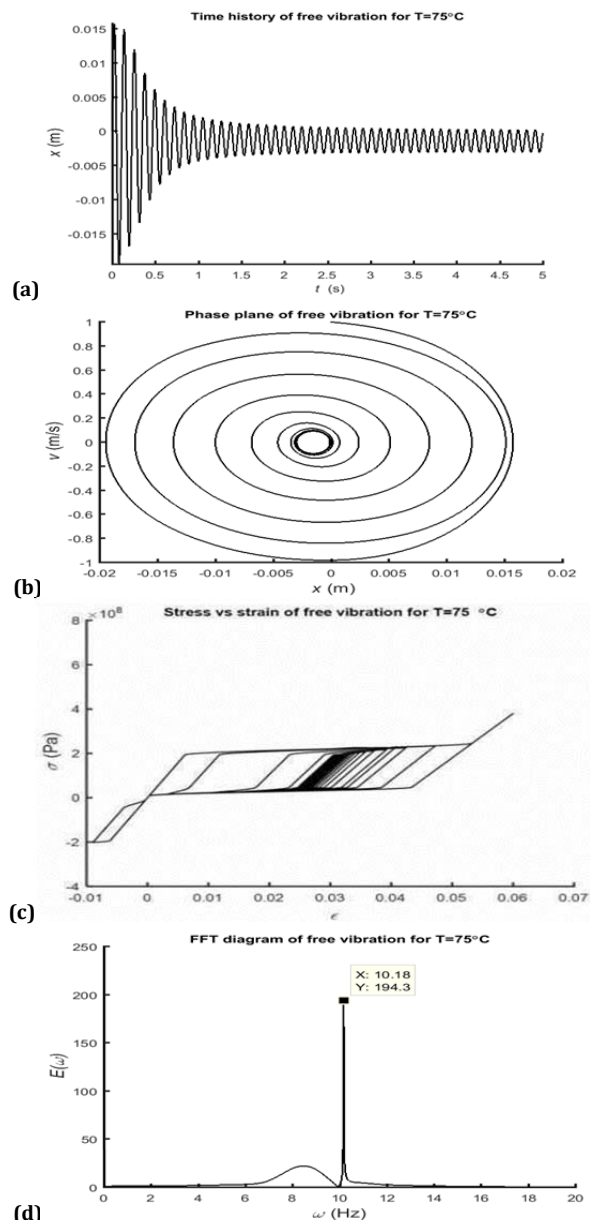 Time history of free vibration for T=75°C
0.015
0.01
0.005
0
-0.005
-0.01
-0.015
x (m)
0 0.5 1 1.5 2 2.5 3 3.5 4 4.5 5
t (s)
(a)
Phase plane of free vibration for T=75°C
1
0.8
0.6
0.4
0.2
0
-0.2
-0.4
-0.6
-0.8
-1
v (m/s)
-0.02 -0.015 -0.01 -0.005 0 0.005 0.01 0.015 0.02
x (m)
(b)
Stress vs strain of free vibration for T=75 °C
×10⁸
8
6
4
2
0
-2
-4
σ (Pa)
-0.01 0 0.01 0.02 0.03 0.04 0.05 0.06 0.07
ϵ
(c)
FFT diagram of free vibration for T=75°C
250
200
150
100
50
0
E(ω)
X: 10.18
Y: 194.3
0 2 4 6 8 10 12 14 16 18 20
ω (Hz)
(d)